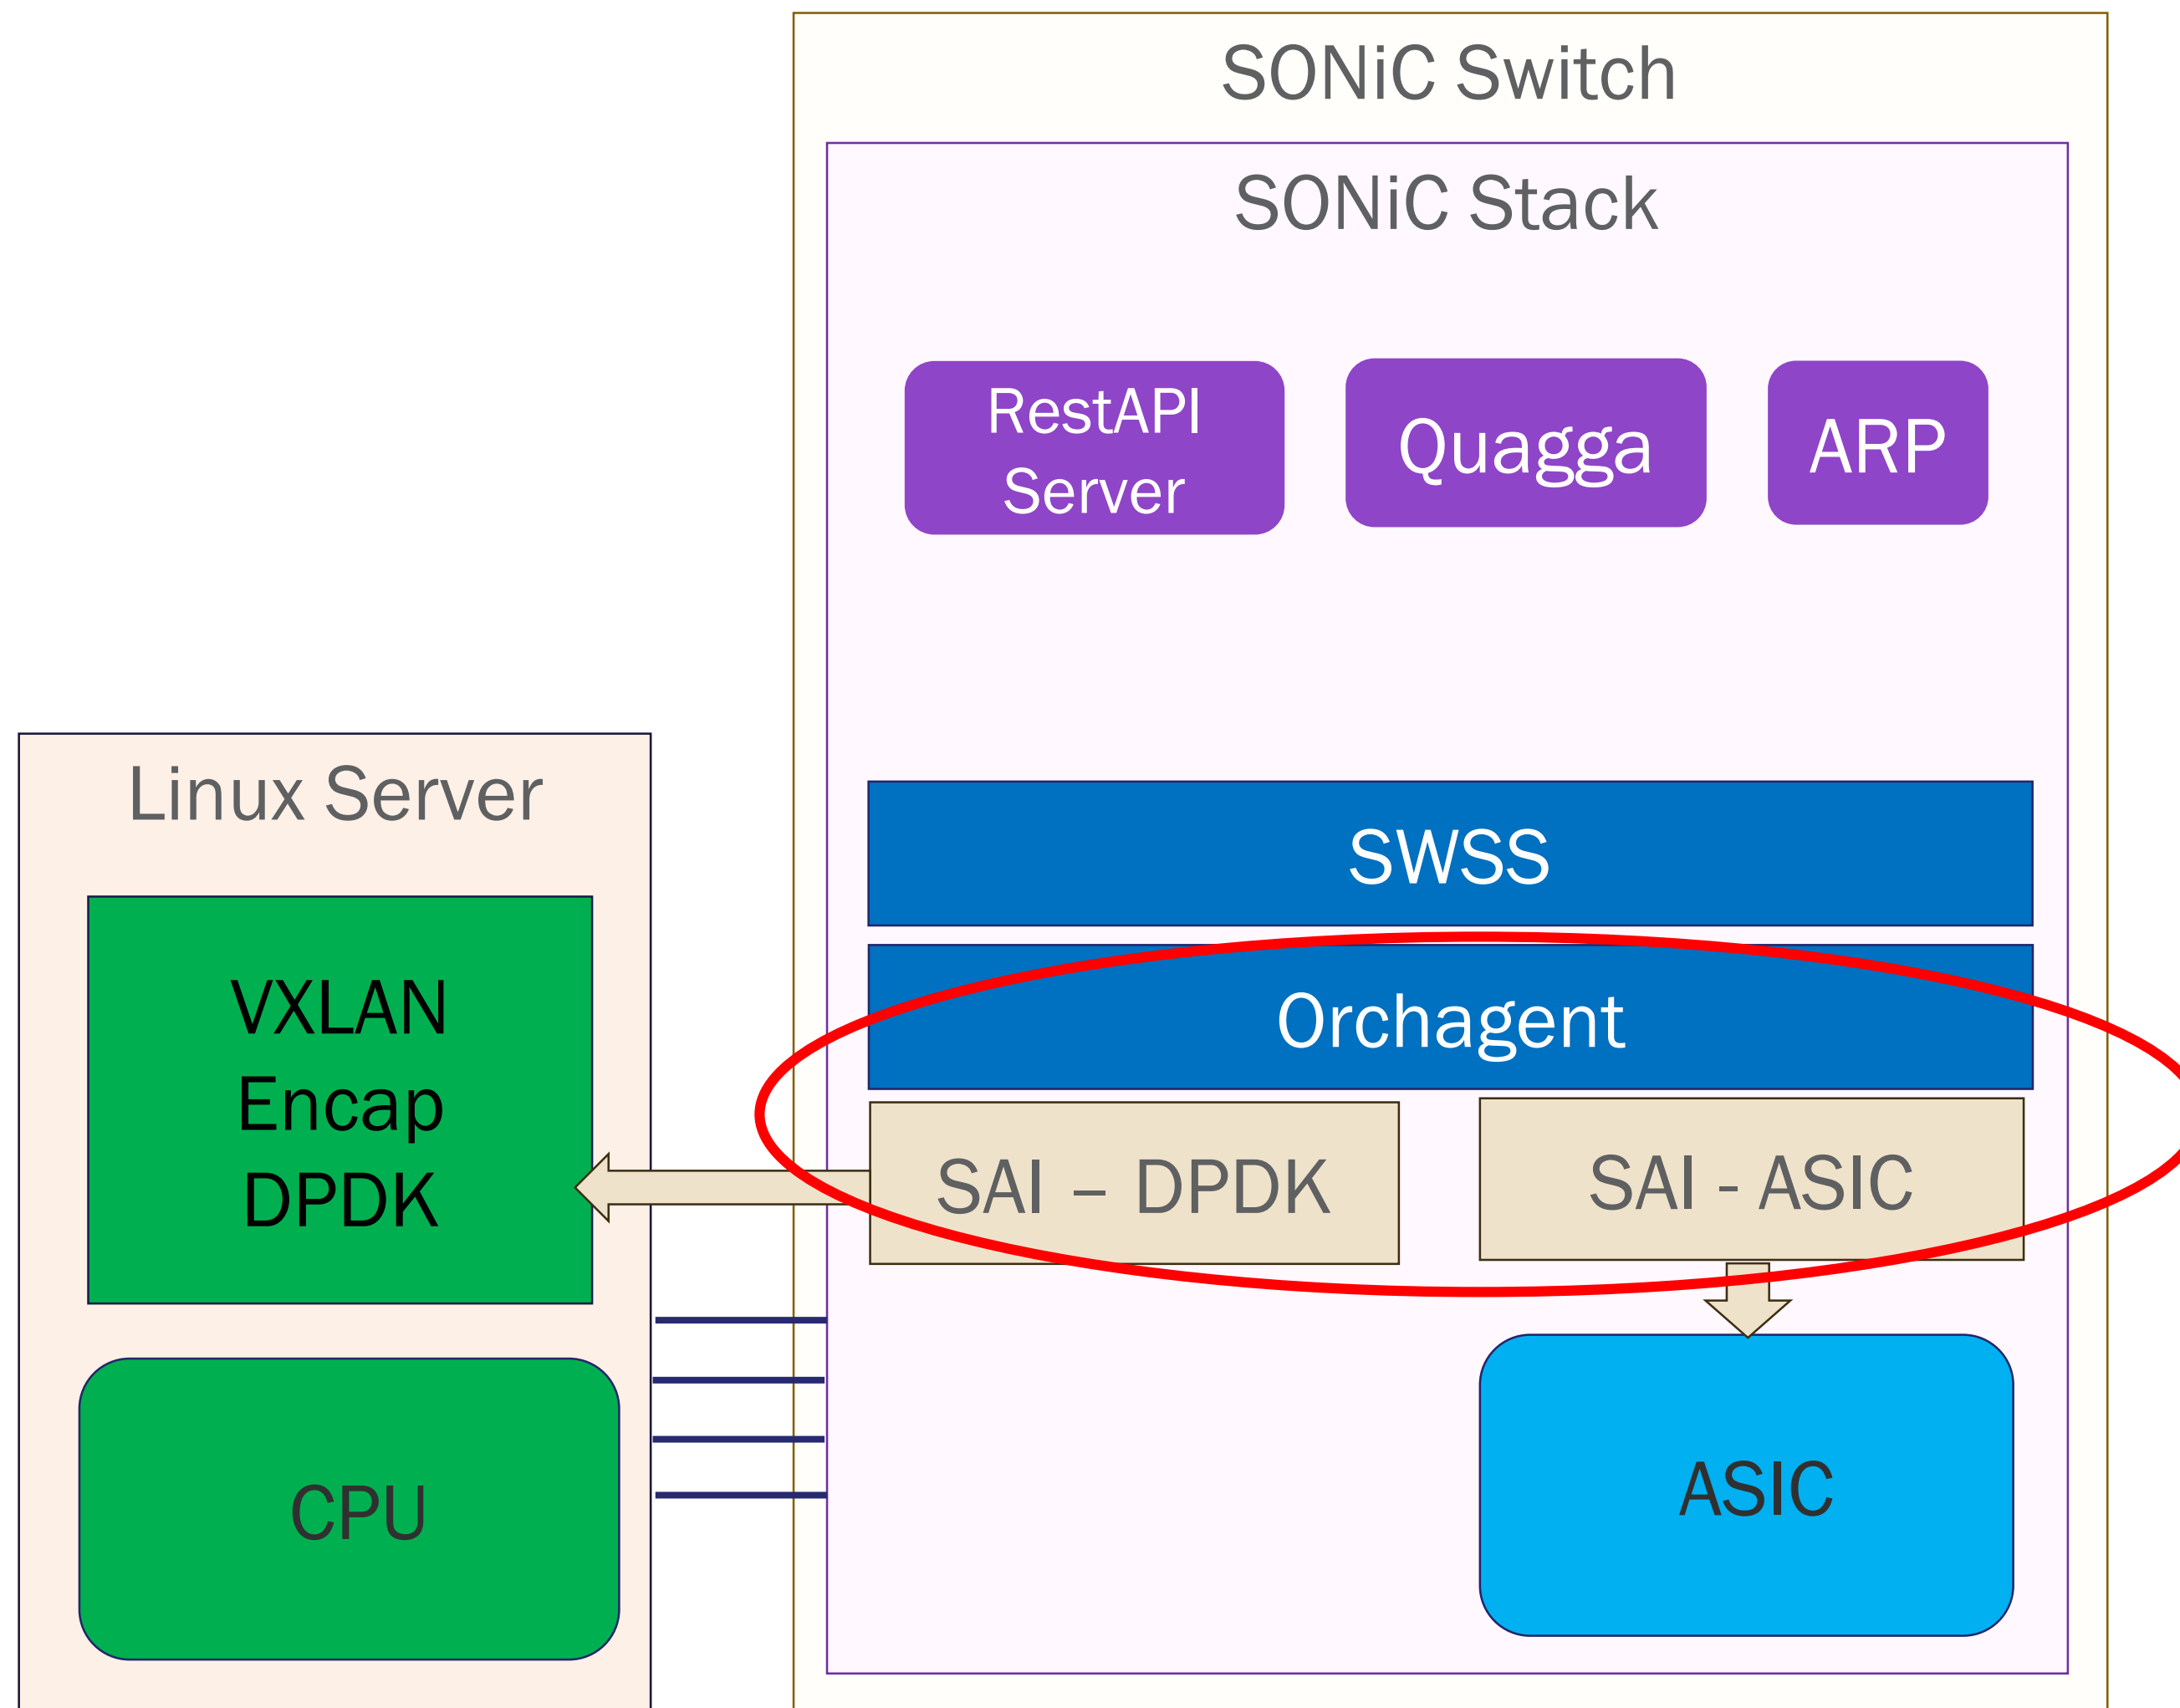 SONiC Switch
SONiC Stack
RestAPI
Server
Quagga
ARP
Linux Server
SWSS
VXLAN
Encap
DPDK
Orchagent
SAI – DPDK
SAI - ASIC
CPU
ASIC